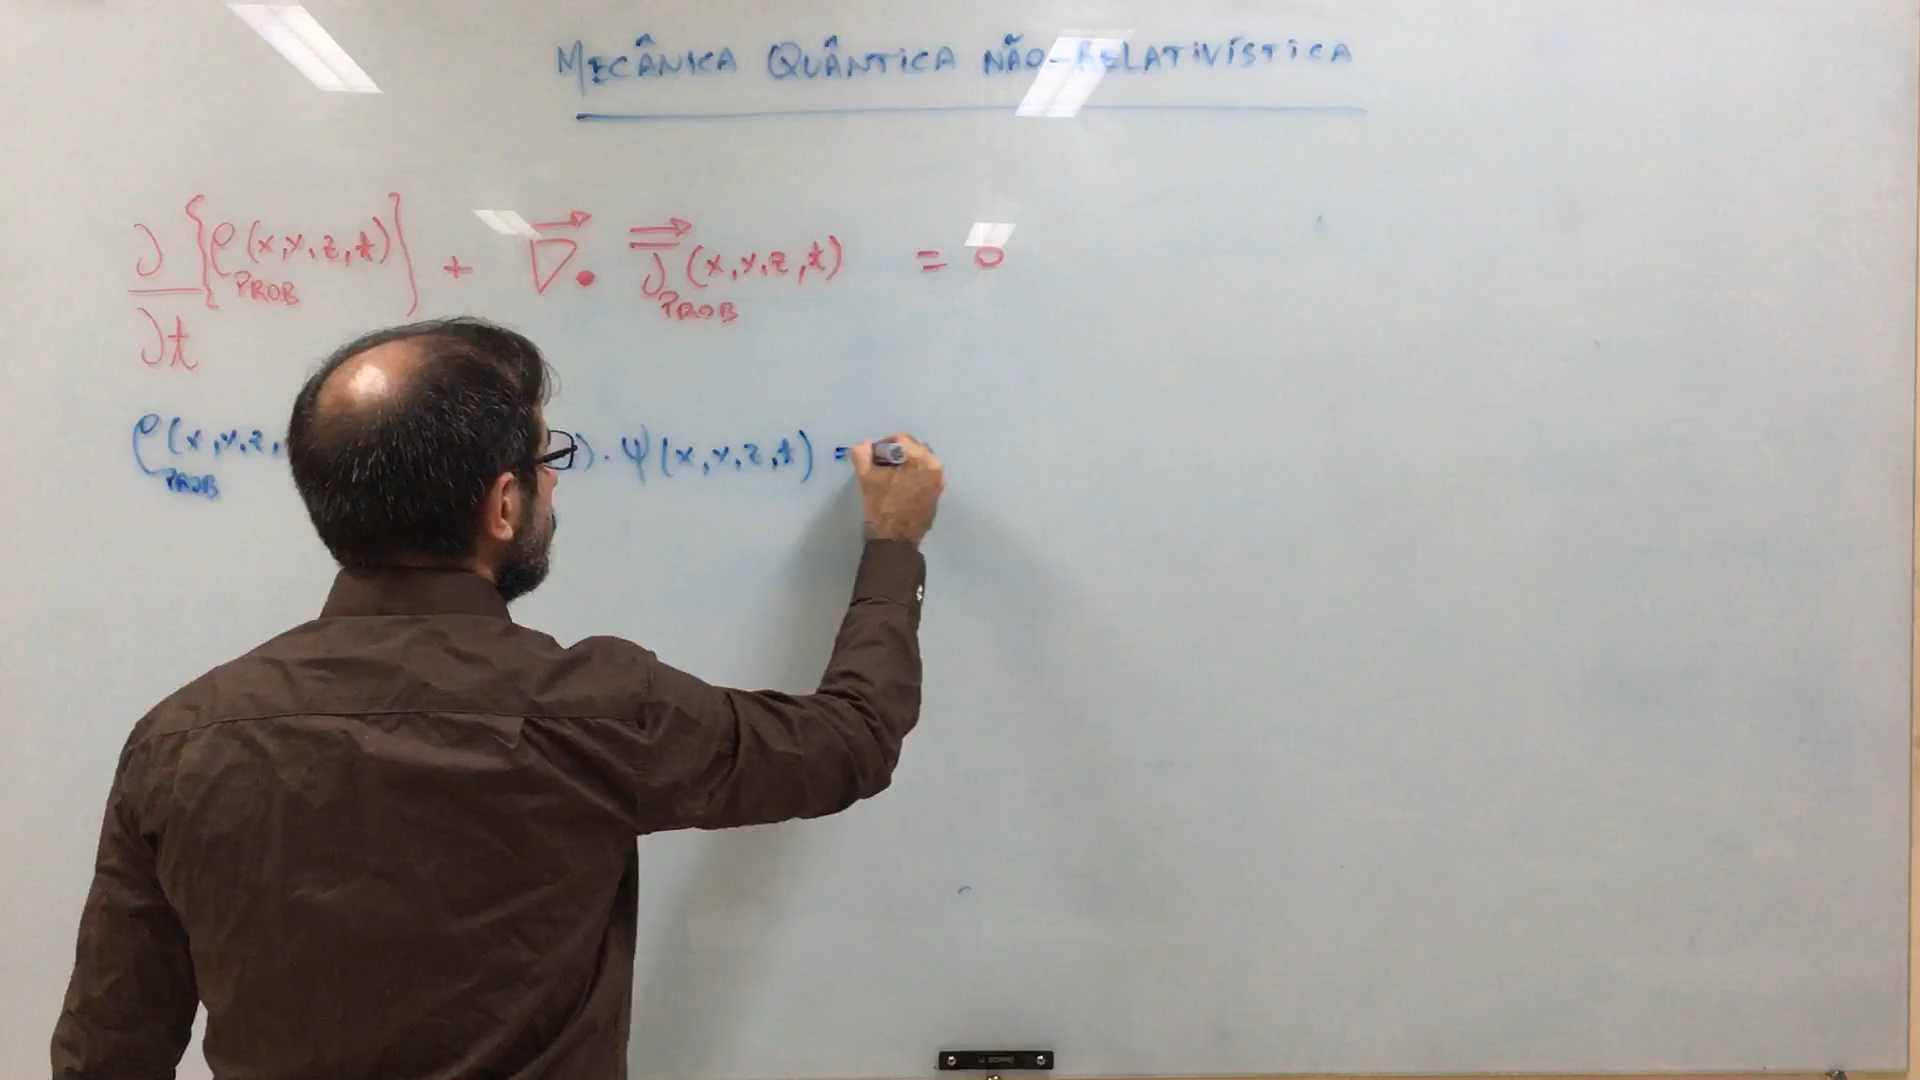 MECÂNICA QUÂNTICA NÃO-RELATIVÍSTICA
∂/∂t {ρ_PROB (x,y,z,t)} + ∇⃗ • J⃗_PROB (x,y,z,t) = 0
ρ_PROB (x,y,z, ) · ψ(x,y,z,t) =